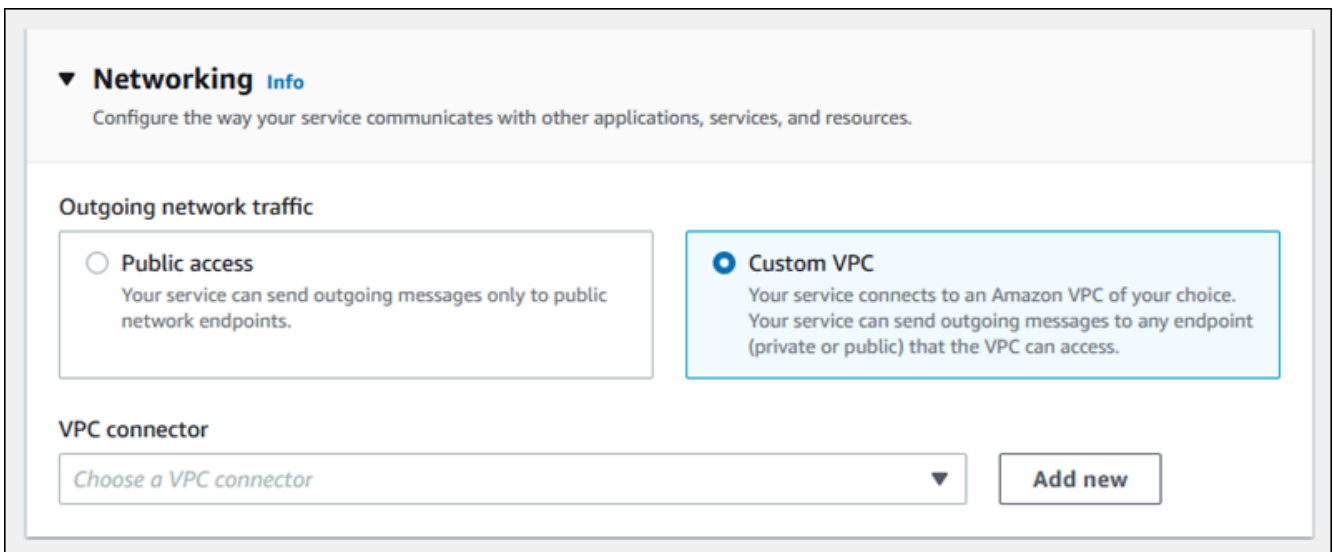 Networking Info
Configure the way your service communicates with other applications, services, and resources.
Outgoing network traffic
Public access
Your service can send outgoing messages only to public
network endpoints.
Custom VPC
Your service connects to an Amazon VPC of your choice.
Your service can send outgoing messages to any endpoint
(private or public) that the VPC can access.
VPC connector
Choose a VPC connector
Add new